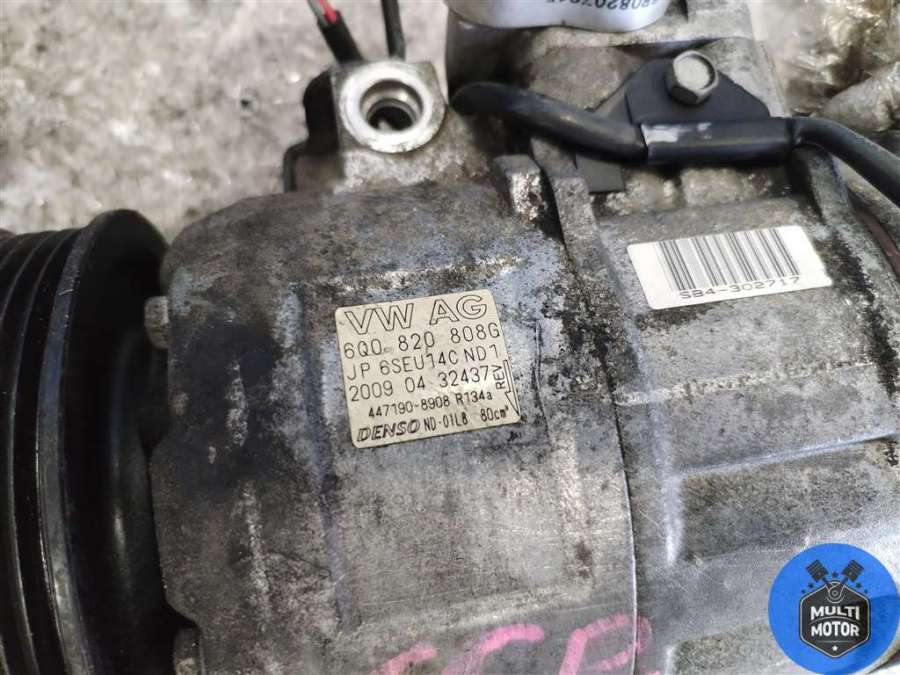 VW AG
6Q0 820 808G
JP 6SEU14C ND1
2009 04 32437
REV
447190-8908 R134a
DENSO ND-OIL8 80cm³
SB4-302717
MULTI
MOTOR